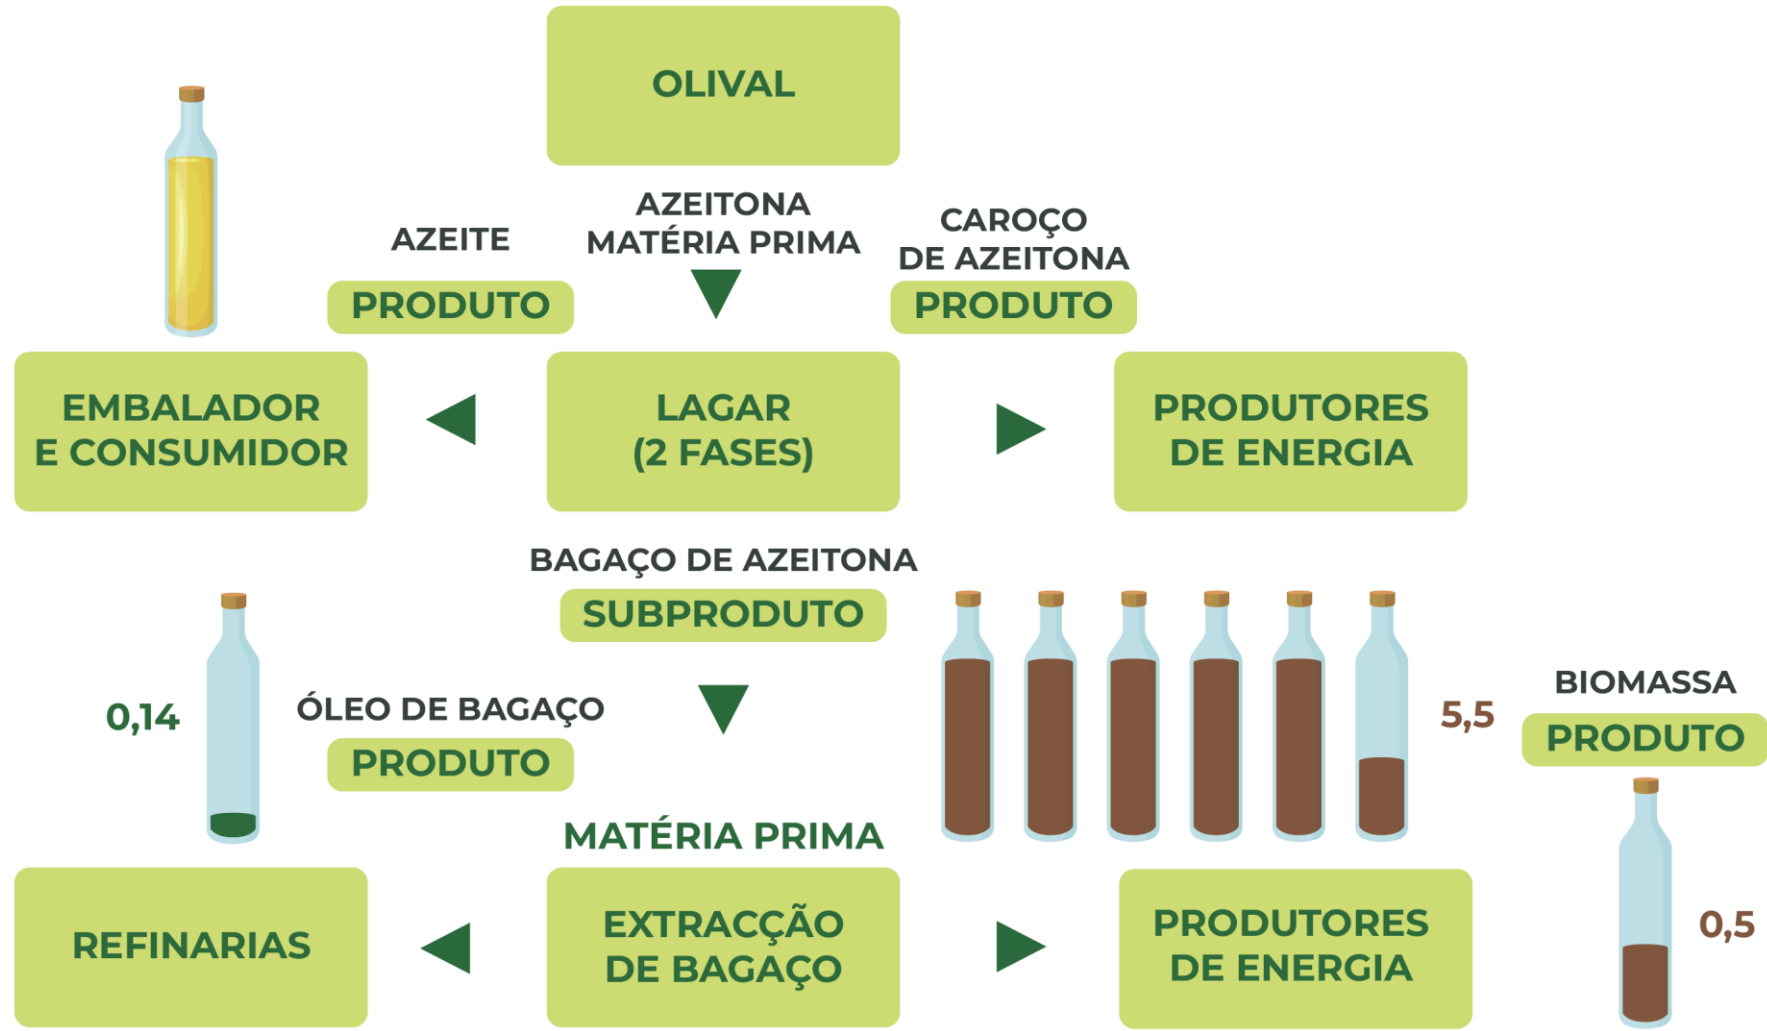 OLIVAL
AZEITE
PRODUTO
AZEITONA
MATÉRIA PRIMA
CAROÇO
DE AZEITONA
PRODUTO
EMBALADOR
E CONSUMIDOR
LAGAR
(2 FASES)
PRODUTORES
DE ENERGIA
BAGAÇO DE AZEITONA
SUBPRODUTO
0,14
ÓLEO DE BAGAÇO
PRODUTO
5,5
BIOMASSA
PRODUTO
MATÉRIA PRIMA
REFINARIAS
EXTRACÇÃO
DE BAGAÇO
PRODUTORES
DE ENERGIA
0,5